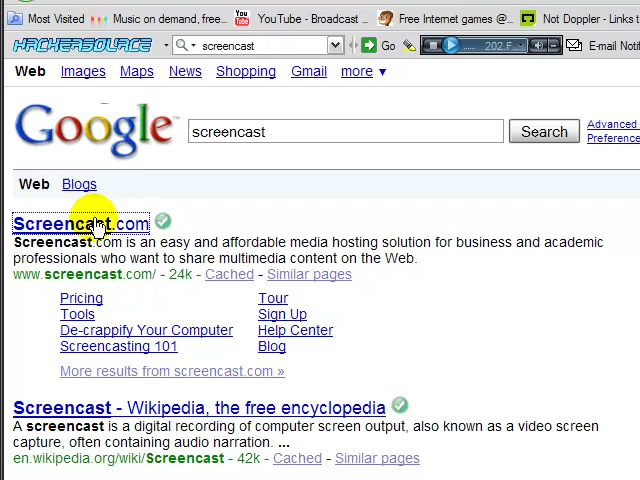 Most Visited Music on demand, free... YouTube - Broadcast ... Free Internet games @... Not Doppler - Links t
HACKERSOURCE screencast Go 202.F... E-mail Notif
Web Images Maps News Shopping Gmail more ▼
Google™ screencast Search Advanced
Preference
Web Blogs
Screencast.com
Screencast.com is an easy and affordable media hosting solution for business and academic
professionals who want to share multimedia content on the Web.
www.screencast.com/ - 24k - Cached - Similar pages
Pricing Tour
Tools Sign Up
De-crappify Your Computer Help Center
Screencasting 101 Blog
More results from screencast.com »
Screencast - Wikipedia, the free encyclopedia
A screencast is a digital recording of computer screen output, also known as a video screen
capture, often containing audio narration. ...
en.wikipedia.org/wiki/Screencast - 42k - Cached - Similar pages